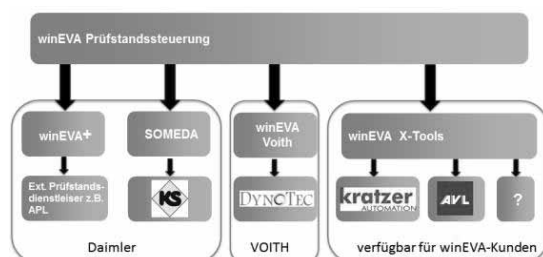 winEVA Prüfstandssteuerung
winEVA+
SOMEDA
winEVA
Voith
winEVA X-Tools
Ext. Prüfstands-
dienstleiser z.B.
APL
KS
DYNOTEC
kratzer
AUTOMATION
AVL
?
Daimler
VOITH
verfügbar für winEVA-Kunden